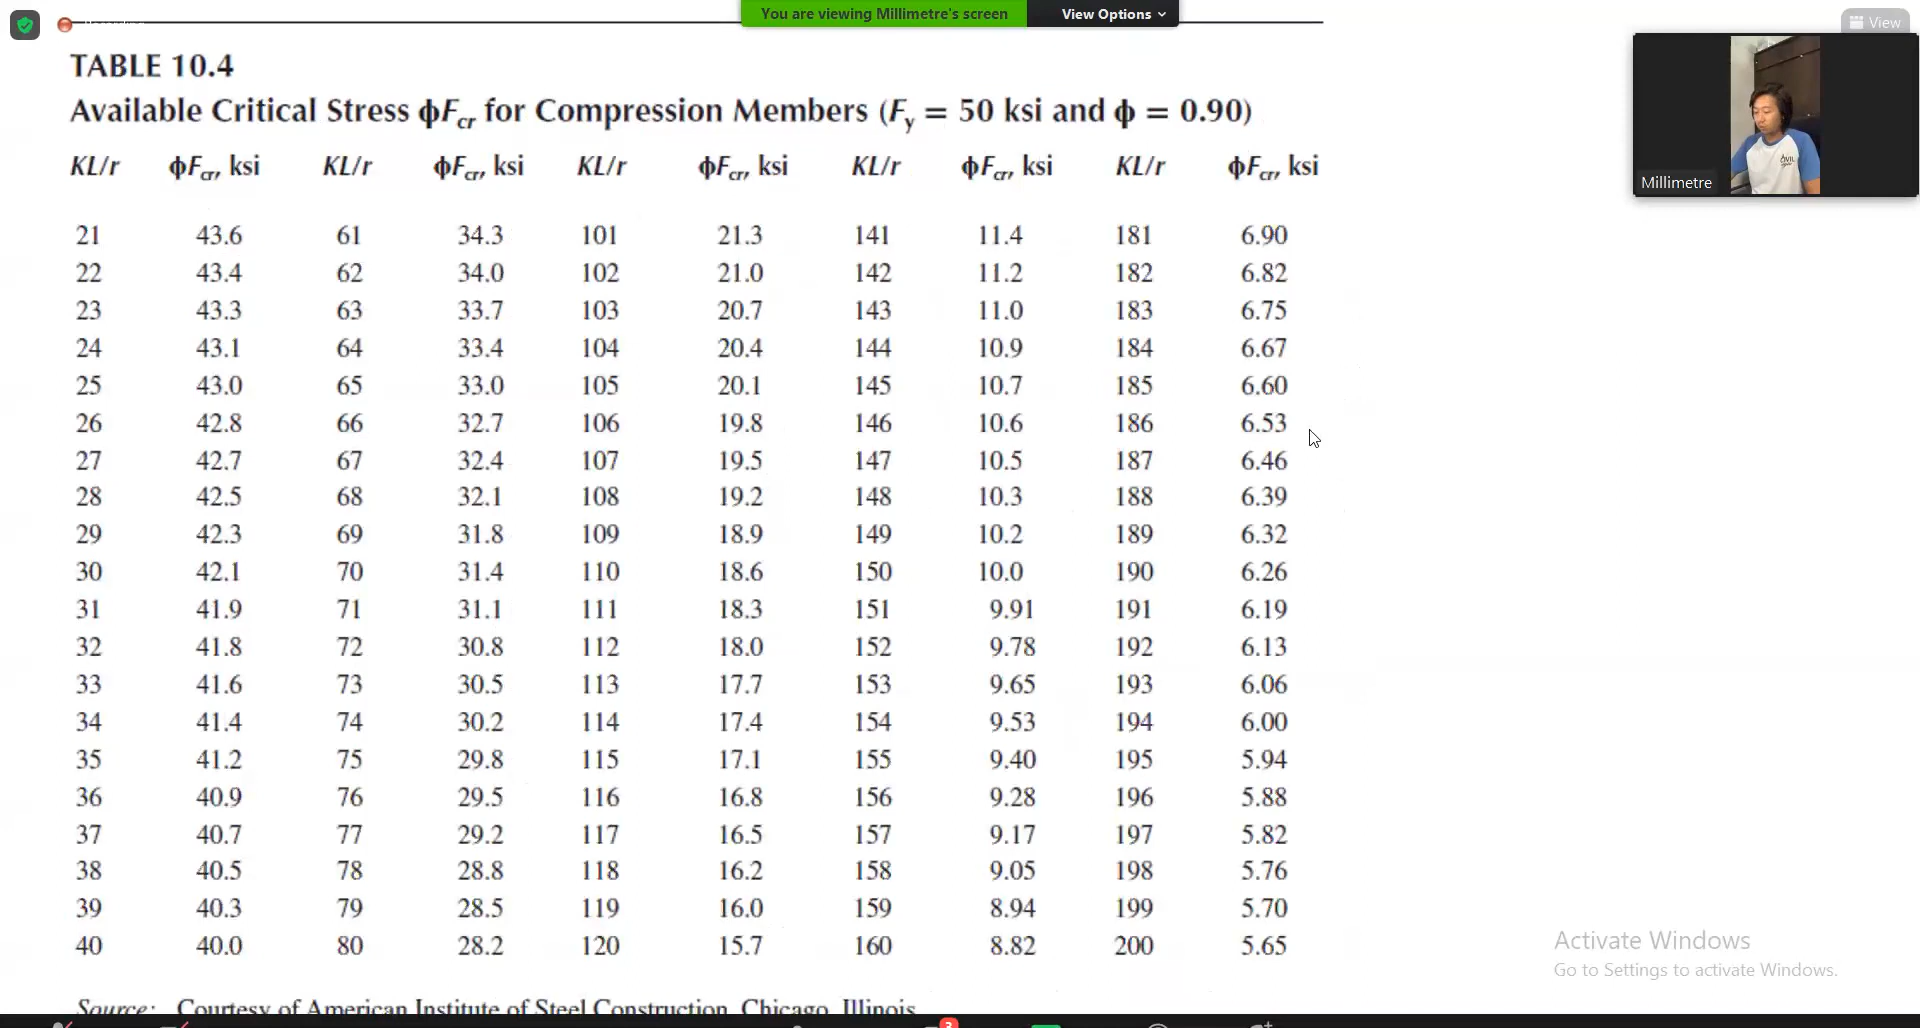 You are viewing Millimetre's screen
View Options
View
TABLE 10.4
Available Critical Stress ϕFcr for Compression Members (Fy = 50 ksi and ϕ = 0.90)
KL/r ϕFcr, ksi KL/r ϕFcr, ksi KL/r ϕFcr, ksi KL/r ϕFcr, ksi KL/r ϕFcr, ksi
Millimetre
21 43.6 61 34.3 101 21.3 141 11.4 181 6.90
22 43.4 62 34.0 102 21.0 142 11.2 182 6.82
23 43.3 63 33.7 103 20.7 143 11.0 183 6.75
24 43.1 64 33.4 104 20.4 144 10.9 184 6.67
25 43.0 65 33.0 105 20.1 145 10.7 185 6.60
26 42.8 66 32.7 106 19.8 146 10.6 186 6.53
27 42.7 67 32.4 107 19.5 147 10.5 187 6.46
28 42.5 68 32.1 108 19.2 148 10.3 188 6.39
29 42.3 69 31.8 109 18.9 149 10.2 189 6.32
30 42.1 70 31.4 110 18.6 150 10.0 190 6.26
31 41.9 71 31.1 111 18.3 151 9.91 191 6.19
32 41.8 72 30.8 112 18.0 152 9.78 192 6.13
33 41.6 73 30.5 113 17.7 153 9.65 193 6.06
34 41.4 74 30.2 114 17.4 154 9.53 194 6.00
35 41.2 75 29.8 115 17.1 155 9.40 195 5.94
36 40.9 76 29.5 116 16.8 156 9.28 196 5.88
37 40.7 77 29.2 117 16.5 157 9.17 197 5.82
38 40.5 78 28.8 118 16.2 158 9.05 198 5.76
39 40.3 79 28.5 119 16.0 159 8.94 199 5.70
40 40.0 80 28.2 120 15.7 160 8.82 200 5.65
Activate Windows
Go to Settings to activate Windows.
Source: Courtesy of American Institute of Steel Construction, Chicago, Illinois
3